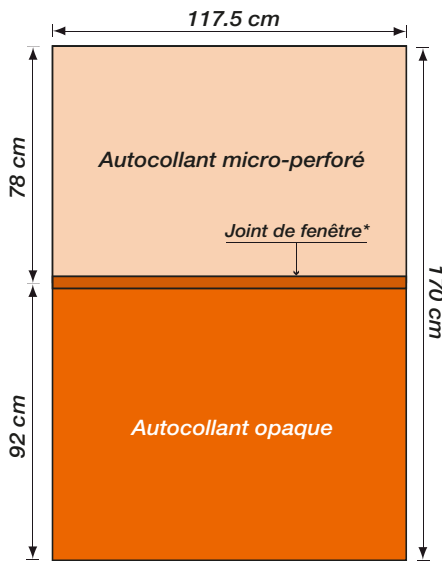 117.5 cm
78 cm
Autocollant micro-perforé
Joint de fenêtre*
170 cm
92 cm
Autocollant opaque